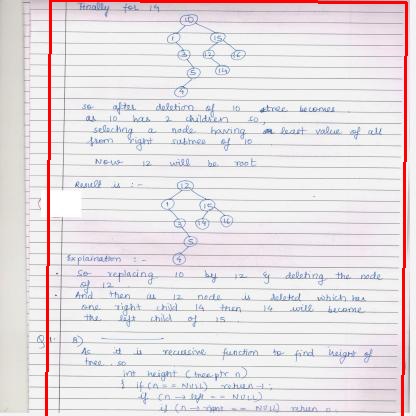 Finally for 14
10
1 15
3 12 16
5 14
4
so after deletion of 10 tree becomes
as 10 has 2 children so,
selecting a node having least value of all
from right subtree of 10
Now 12 will be root
Result is :-
12
1 15
3 14 16
5
4
Explaination :-
. So replacing 10 by 12 & deleting the node
of 12
. And then as 12 node is deleted which has
one right child 14 then 14 will become
the left child of 15
B)
As it is recursive function to find height of
tree. so
int height (treeptr n)
{ if (n == NULL) return -1;
if (n → left == NULL)
if (n → right == NULL) return 0;